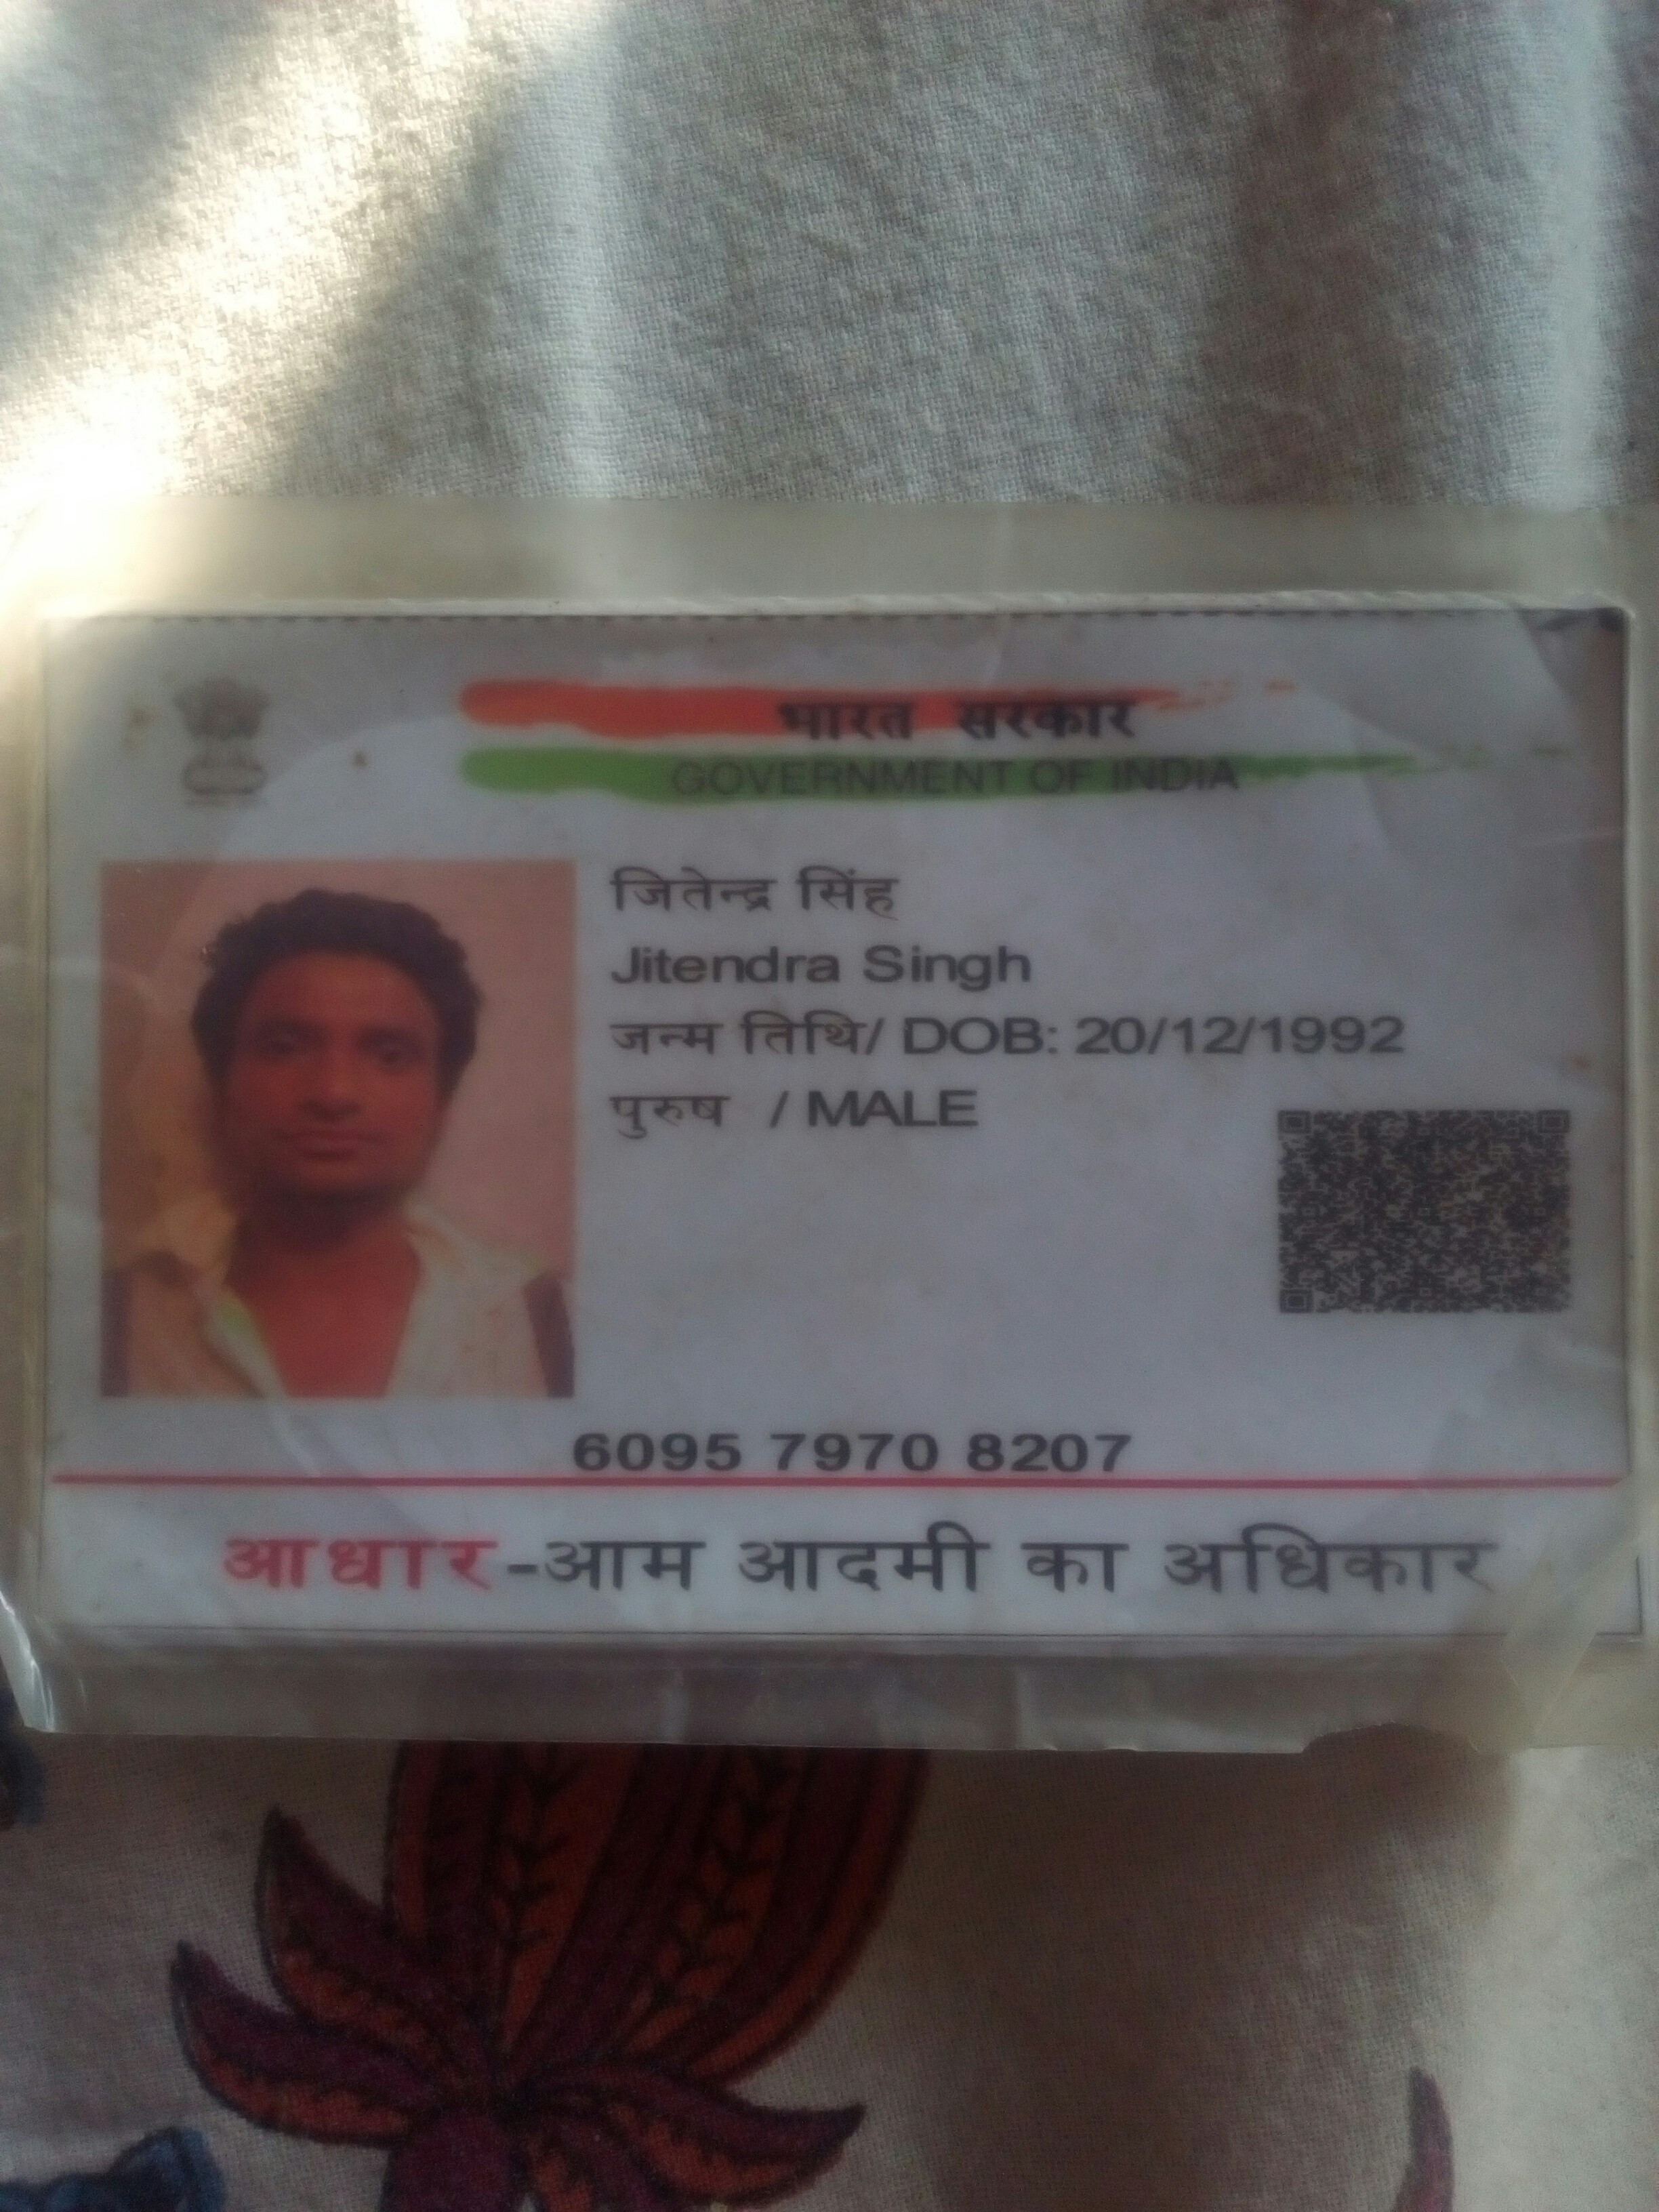 भारत सरकार
GOVERNMENT OF INDIA
जितेन्द्र सिंह
Jitendra Singh
जन्म तिथि/ DOB: 20/12/1992
पुरुष / MALE
6095 7970 8207
आधार-आम आदमी का अधिकार